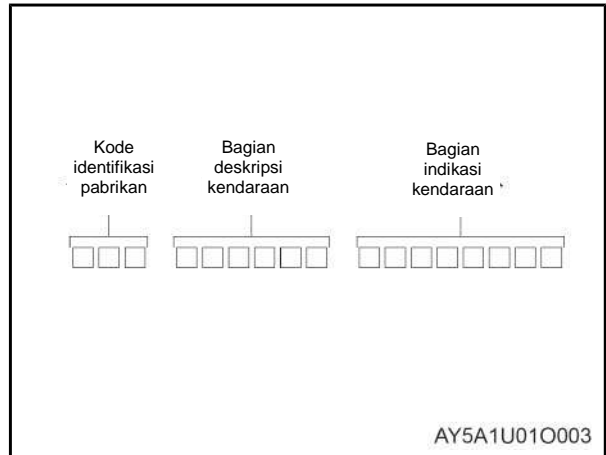 Kode
identifikasi
pabrikan
Bagian
deskripsi
kendaraan
Bagian
indikasi
kendaraan
AY5A1U01O003